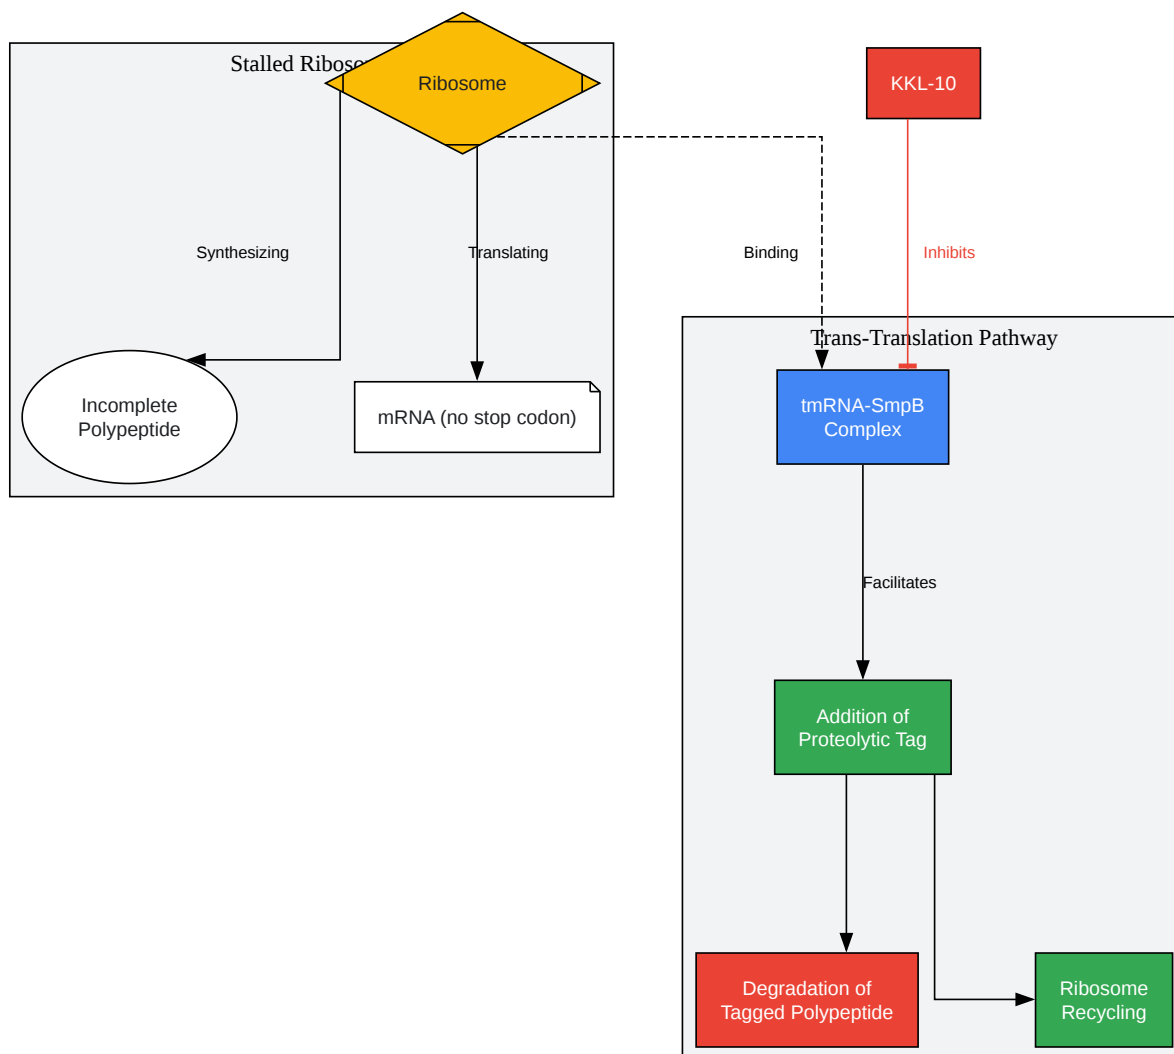 Stalled
Ribosome
KKL-10
Synthesizing
Translating
Binding
Inhibits
Trans-Translation Pathway
Incomplete
Polypeptide
mRNA (no stop codon)
tmRNA-SmpB
Complex
Facilitates
Addition of
Proteolytic Tag
Degradation of
Tagged Polypeptide
Ribosome
Recycling